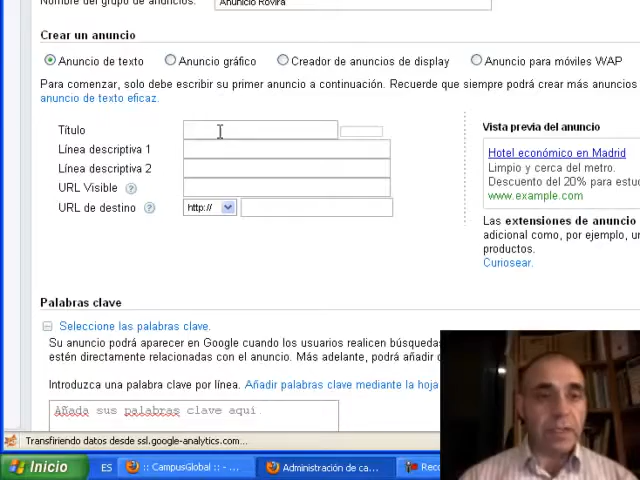 Nombre del grupo de anuncios: Anuncio Rovira
Crear un anuncio
Anuncio de texto Anuncio gráfico Creador de anuncios de display Anuncio para móviles WAP
Para comenzar, solo debe escribir su primer anuncio a continuación. Recuerde que siempre podrá crear más anuncios
anuncio de texto eficaz.
Título
Línea descriptiva 1
Línea descriptiva 2
URL Visible ?
URL de destino ? http://
Vista previa del anuncio
Hotel económico en Madrid
Limpio y cerca del metro.
Descuento del 20% para estu
www.example.com
Las extensiones de anuncio
adicional como, por ejemplo, u
productos.
Curiosear.
Palabras clave
Seleccione las palabras clave.
Su anuncio podrá aparecer en Google cuando los usuarios realicen búsquedas
estén directamente relacionadas con el anuncio. Más adelante, podrá añadir
Introduzca una palabra clave por línea. Añadir palabras clave mediante la hoja
Añada sus palabras clave aquí.
Transfiriendo datos desde ssl.google-analytics.com...
Inicio ES :: CampusGlobal :: - ... Administración de ca... Reco